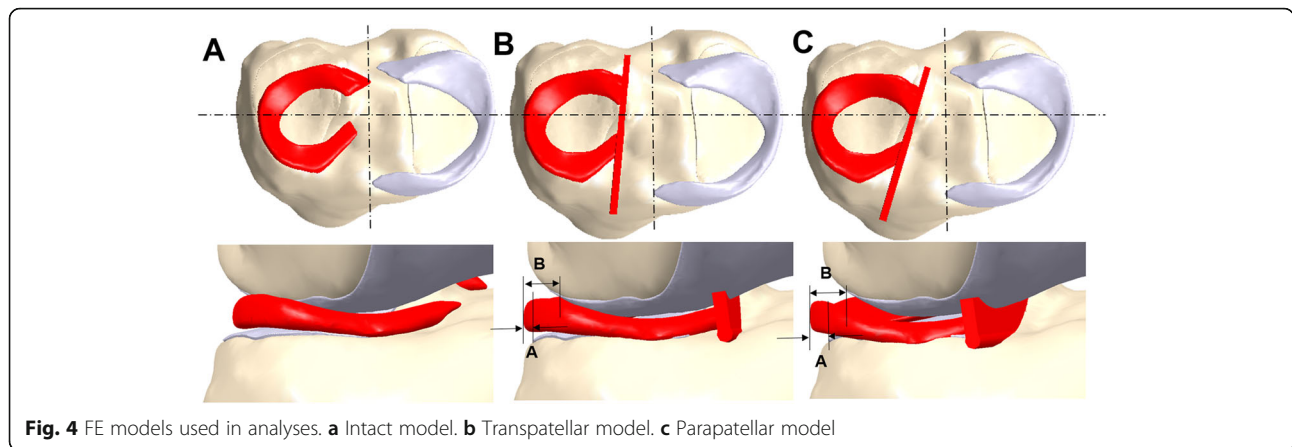 A
B
C
B
A
B
A
Fig. 4 FE models used in analyses. a Intact model. b Transpatellar model. c Parapatellar model